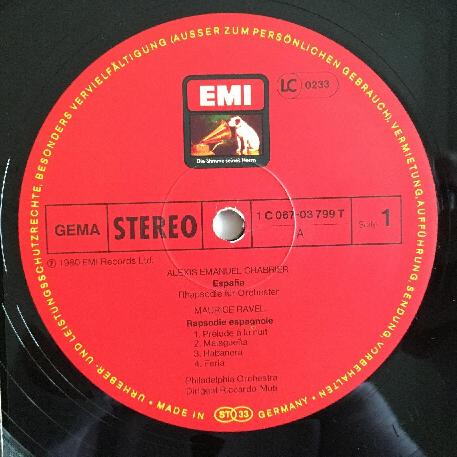 URHEBER- UND LEISTUNGSSCHUTZRECHTE, BESONDERS VERVIELFÄLTIGUNG (AUSSER ZUM PERSÖNLICHEN GEBRAUCH), VERMIETUNG, AUFFÜHRUNG, SENDUNG VORBEHALTEN
EMI
LC 0233
Die Stimme seines Herrn
GEMA
STEREO
1 C 067-03 799 T
A
Seite 1
℗ 1980 EMI Records Ltd.
ALEXIS EMANUEL CHABRIER
España
Rhapsodie für Orchester
MAURICE RAVEL
Rapsodie espagnole
1. Prélude à la nuit
2. Malagueña
3. Habanera
4. Feria
Philadelphia Orchestra
Dirigent Riccardo Muti
• MADE IN ST 33 GERMANY •